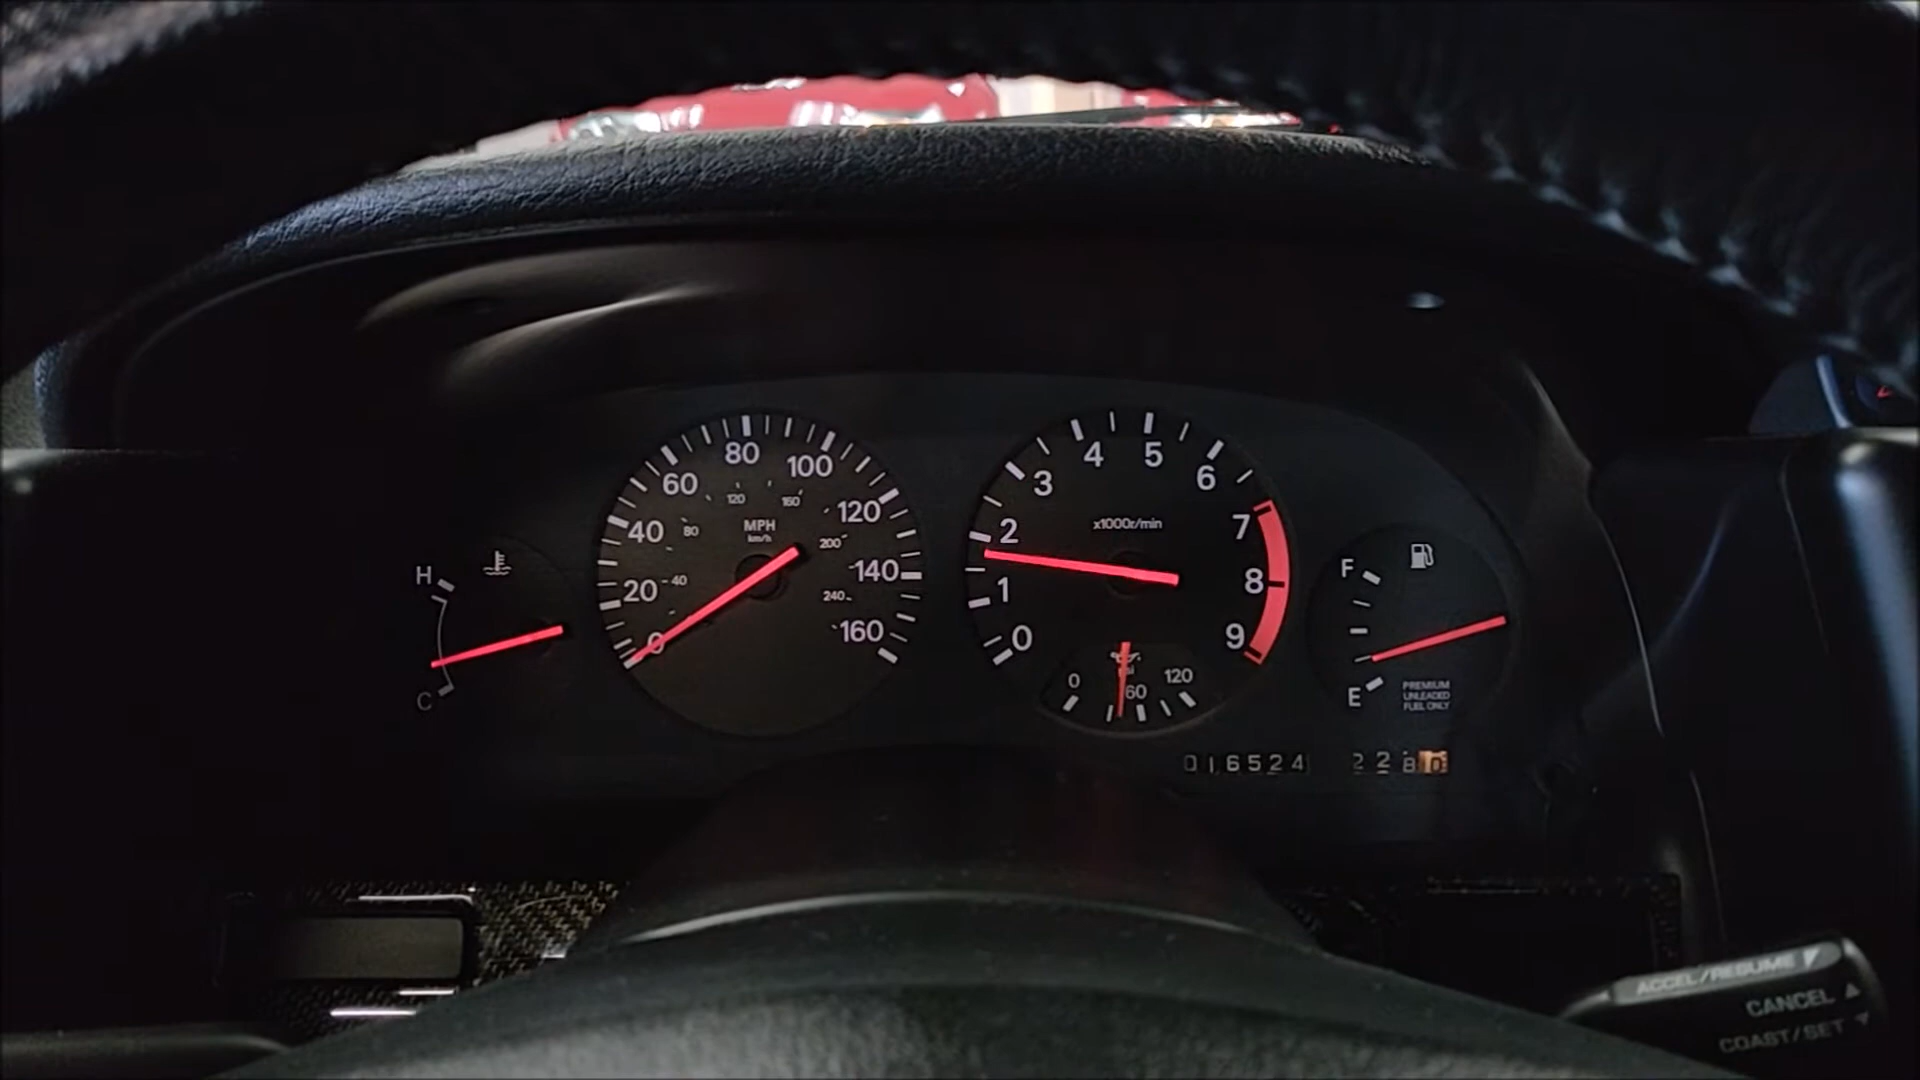 H
C
0
20
40
60
80
100
120
140
160
MPH
km/h
40
80
120
160
200
240
0
1
2
3
4
5
6
7
8
9
x1000r/min
0
60
120
F
E
PREMIUM
UNLEADED
FUEL ONLY
016524
2280
ACCEL/RESUME
CANCEL
COAST/SET